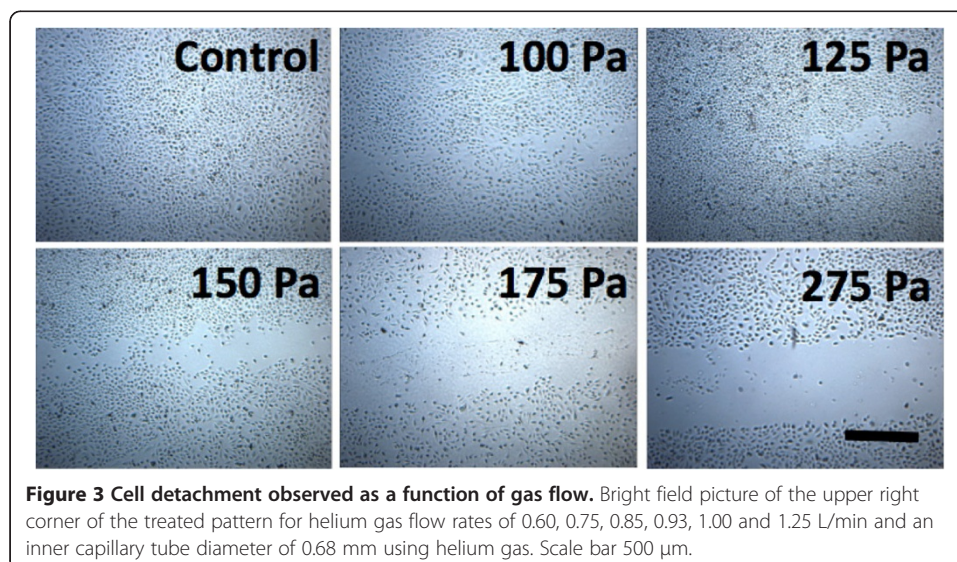 Control
100 Pa
125 Pa
150 Pa
175 Pa
275 Pa
Figure 3 Cell detachment observed as a function of gas flow. Bright field picture of the upper right
corner of the treated pattern for helium gas flow rates of 0.60, 0.75, 0.85, 0.93, 1.00 and 1.25 L/min and an
inner capillary tube diameter of 0.68 mm using helium gas. Scale bar 500 μm.